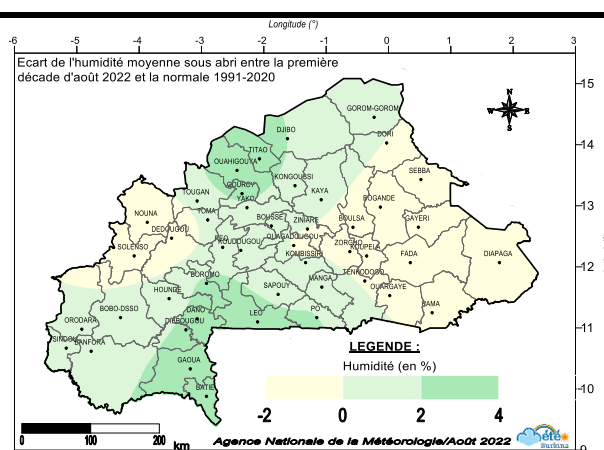 Longitude (°)
-6 -5 -4 -3 -2 -1 0 1 2 3
Ecart de l'humidité moyenne sous abri entre la première
décade d'août 2022 et la normale 1991-2020
N
W E
S
15
GOROM-GOROM
DJIBO
DORI
14
TITAO
OUAHIGOUYA
SEBBA
KONGOUSSI
GOURCY
TOUGAN
KAYA
YAKO
BOGANDE
13
NOUNA
TOMA
BOUSSE
ZINIARE
BOULSA
GAYERI
DEDOUGOU
REO
OUAGADOUGOU
SOLENSO
KOUDOUGOU
ZORGHO
KOUPELA
KOMBISSIRI
FADA
DIAPAGA
12
BOROMO
TENKODOGO
MANGA
HOUNDE
SAPOUY
OUARGAYE
BOBO-DSSO
DANO
LEO
PO
PAMA
ORODARA
DIEBOUGOU
11
SINDOU
BANFORA
LEGENDE :
GAOUA
Humidité (en %)
BATIE
10
-2 0 2 4
0 100 200
km
Agence Nationale de la Météorologie/Août 2022
météo
Burkina
9